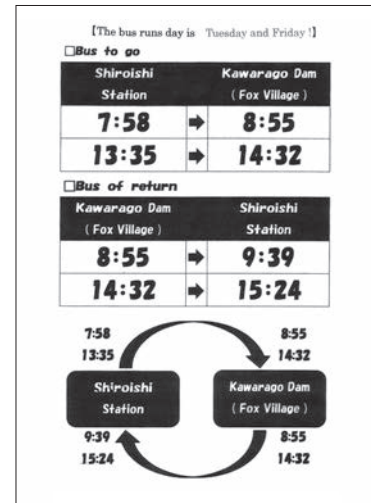 【The bus runs day is Tuesday and Friday !】
□Bus to go
Shiroishi Station Kawarago Dam ( Fox Village )
7:58 ➡ 8:55
13:35 ➡ 14:32
□Bus of return
Kawarago Dam ( Fox Village ) Shiroishi Station
8:55 ➡ 9:39
14:32 ➡ 15:24
7:58 8:55
13:35 14:32
Shiroishi Station Kawarago Dam ( Fox Village )
9:39 8:55
15:24 14:32